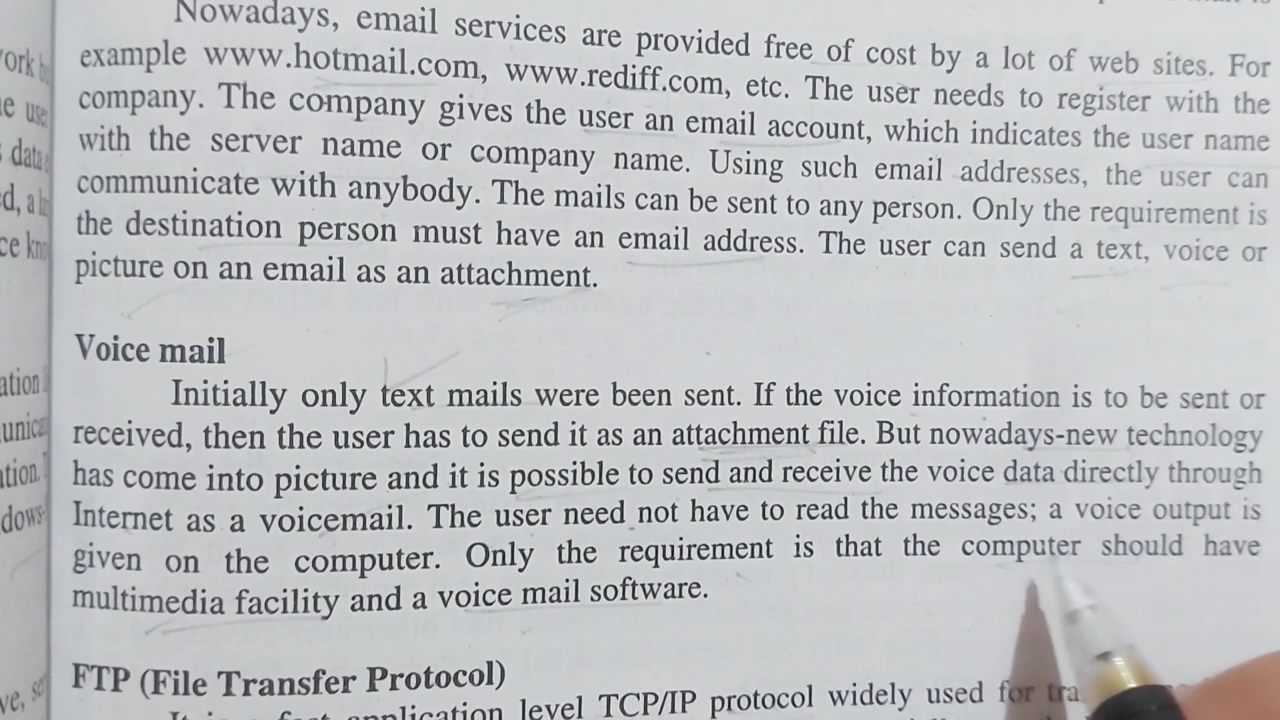 Nowadays, email services are provided free of cost by a lot of web sites. For
example www.hotmail.com, www.rediff.com, etc. The user needs to register with the
company. The company gives the user an email account, which indicates the user name
with the server name or company name. Using such email addresses, the user can
communicate with anybody. The mails can be sent to any person. Only the requirement is
the destination person must have an email address. The user can send a text, voice or
picture on an email as an attachment.
Voice mail
Initially only text mails were been sent. If the voice information is to be sent or
received, then the user has to send it as an attachment file. But nowadays-new technology
has come into picture and it is possible to send and receive the voice data directly through
Internet as a voicemail. The user need not have to read the messages; a voice output is
given on the computer. Only the requirement is that the computer should have
multimedia facility and a voice mail software.
FTP (File Transfer Protocol)
It is a fast application level TCP/IP protocol widely used for